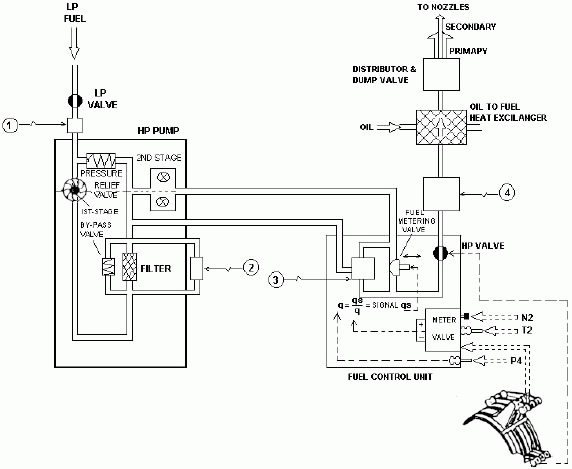 LP
FUEL
TO NOZZLES
SECONDARY
PRIMAPY
DISTRIBUTOR &
DUMP VALVE
LP
VALVE
1
OIL TO FUEL
HEAT EXCILANGER
OIL
HP PUMP
2ND STAGE
PRESSURE
RELIEF
VALVE
4
1ST-STAGE
BY-PASS
VALVE
FUEL
METERING
VALVE
HP VALVE
FILTER
2
3
q = qs/q = SIGNAL qs
METER
VALVE
+
-
N2
T2
P4
FUEL CONTROL UNIT